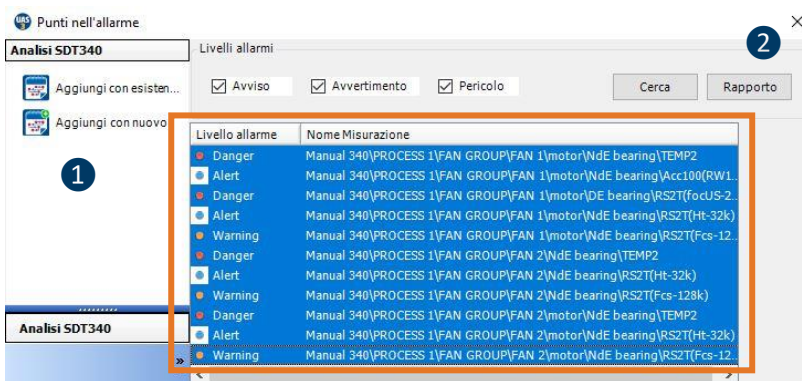 UAS 3 Punti nell'allarme
Analisi SDT340
Aggiungi con esisten...
Aggiungi con nuovo
1
Analisi SDT340
»
Livelli allarmi
2
Avviso Avvertimento Pericolo Cerca Rapporto
Livello allarme Nome Misurazione
Danger Manual 340\PROCESS 1\FAN GROUP\FAN 1\motor\NdE bearing\TEMP2
Alert Manual 340\PROCESS 1\FAN GROUP\FAN 1\motor\NdE bearing\Acc100(RW1...
Danger Manual 340\PROCESS 1\FAN GROUP\FAN 1\motor\DE bearing\RS2T(focUS-2...
Alert Manual 340\PROCESS 1\FAN GROUP\FAN 1\motor\NdE bearing\RS2T(Ht-32k)
Warning Manual 340\PROCESS 1\FAN GROUP\FAN 1\motor\NdE bearing\RS2T(Fcs-12...
Danger Manual 340\PROCESS 1\FAN GROUP\FAN 2\NdE bearing\TEMP2
Alert Manual 340\PROCESS 1\FAN GROUP\FAN 2\NdE bearing\RS2T(Ht-32k)
Warning Manual 340\PROCESS 1\FAN GROUP\FAN 2\NdE bearing\RS2T(Fcs-128k)
Danger Manual 340\PROCESS 1\FAN GROUP\FAN 2\motor\NdE bearing\TEMP2
Alert Manual 340\PROCESS 1\FAN GROUP\FAN 2\motor\NdE bearing\RS2T(Ht-32k)
Warning Manual 340\PROCESS 1\FAN GROUP\FAN 2\motor\NdE bearing\RS2T(Fcs-12...